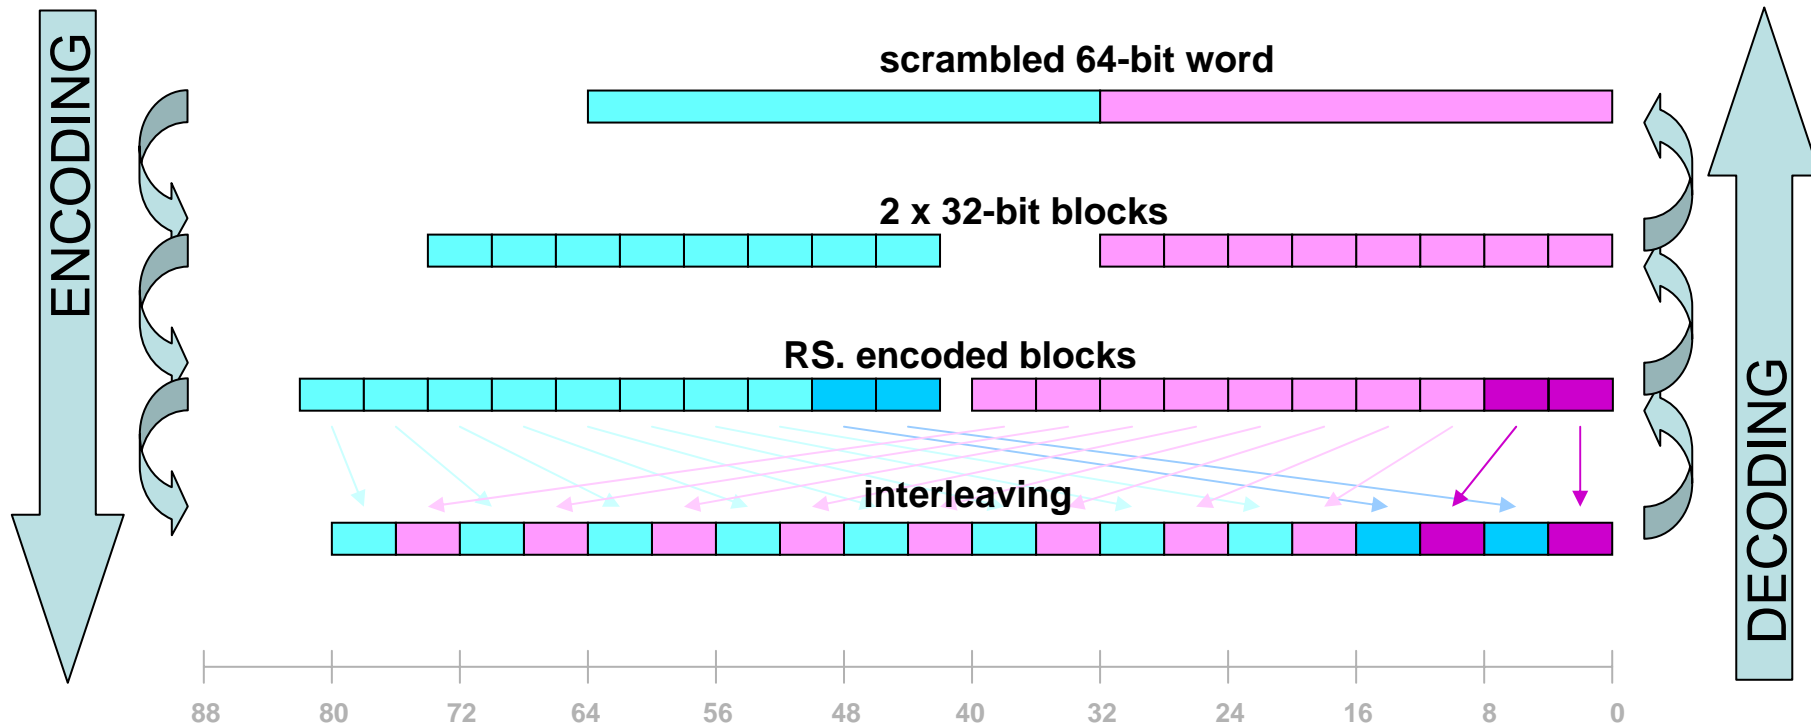 ENCODING
scrambled 64-bit word
2 x 32-bit blocks
RS. encoded blocks
interleaving
DECODING
88 80 72 64 56 48 40 32 24 16 8 0